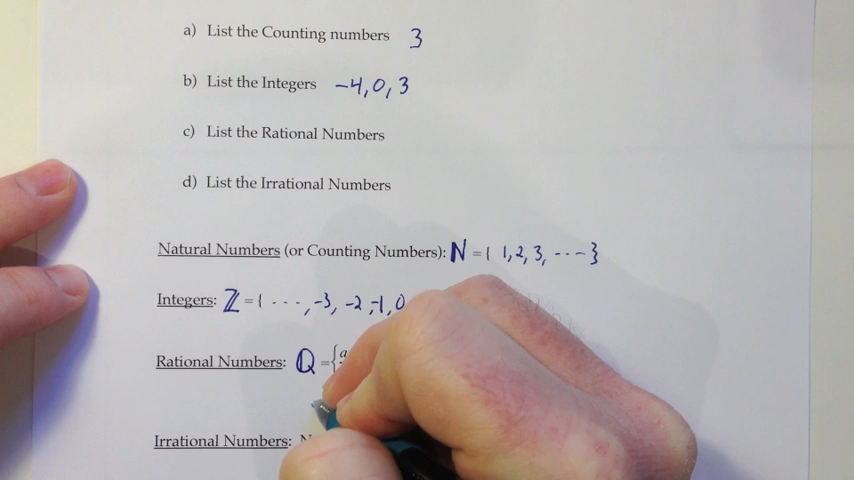 a) List the Counting numbers 3
b) List the Integers -4, 0, 3
c) List the Rational Numbers
d) List the Irrational Numbers
Natural Numbers (or Counting Numbers): ℕ = { 1, 2, 3, ---- }
Integers: ℤ = { - - - , -3, -2, -1, 0
Rational Numbers: ℚ = { a
Irrational Numbers: